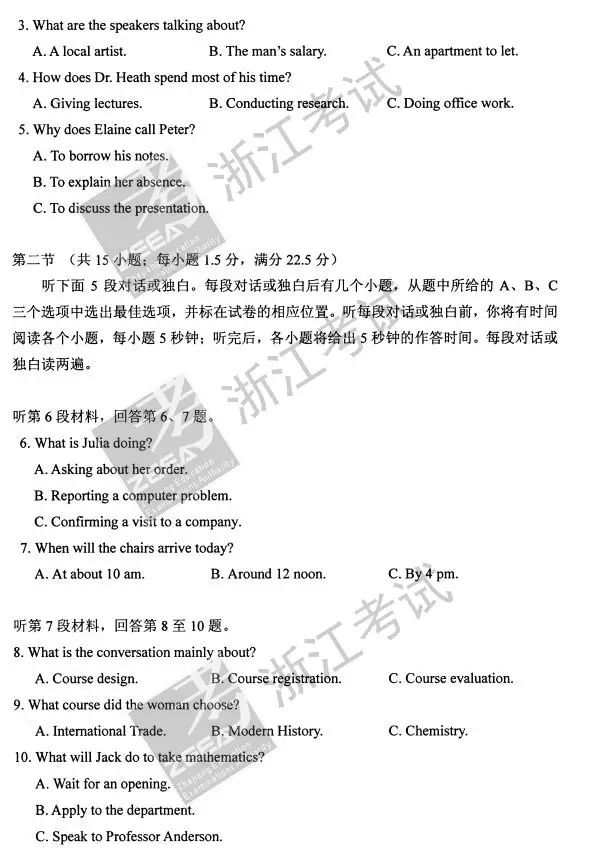 3. What are the speakers talking about?
A. A local artist. B. The man's salary. C. An apartment to let.
4. How does Dr. Heath spend most of his time?
A. Giving lectures. B. Conducting research. C. Doing office work.
5. Why does Elaine call Peter?
A. To borrow his notes.
B. To explain her absence.
C. To discuss the presentation.
第二节 （共 15 小题；每小题 1.5 分，满分 22.5 分）
听下面 5 段对话或独白。每段对话或独白后有几个小题，从题中所给的 A、B、C
三个选项中选出最佳选项，并标在试卷的相应位置。听每段对话或独白前，你将有时间
阅读各个小题，每小题 5 秒钟；听完后，各小题将给出 5 秒钟的作答时间。每段对话或
独白读两遍。
听第 6 段材料，回答第 6、7 题。
6. What is Julia doing?
A. Asking about her order.
B. Reporting a computer problem.
C. Confirming a visit to a company.
7. When will the chairs arrive today?
A. At about 10 am. B. Around 12 noon. C. By 4 pm.
听第 7 段材料，回答第 8 至 10 题。
8. What is the conversation mainly about?
A. Course design. B. Course registration. C. Course evaluation.
9. What course did the woman choose?
A. International Trade. B. Modern History. C. Chemistry.
10. What will Jack do to take mathematics?
A. Wait for an opening.
B. Apply to the department.
C. Speak to Professor Anderson.
浙江考试
浙江考试
浙江考试
ZEEA
Zhejiang Education
Examinations Authority